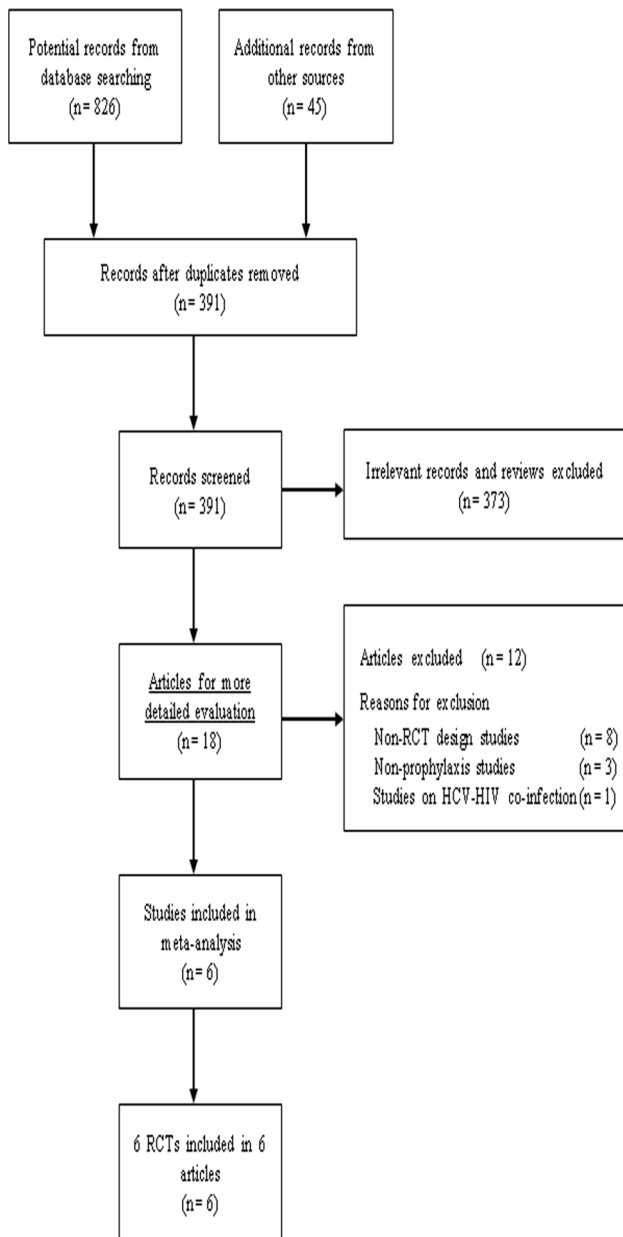 Potential records from
database searching
(n= 826)
Additional records from
other sources
(n= 45)
Records after duplicates removed
(n= 391)
Records screened
(n= 391)
Irrelevant records and reviews excluded
(n= 373)
Articles for more
detailed evaluation
(n= 18)
Articles excluded (n= 12)
Reasons for exclusion
Non-RCT design studies (n= 8)
Non-prophylaxis studies (n= 3)
Studies on HCV-HIV co-infection (n= 1)
Studies included in
meta-analysis
(n= 6)
6 RCTs included in 6
articles
(n= 6)